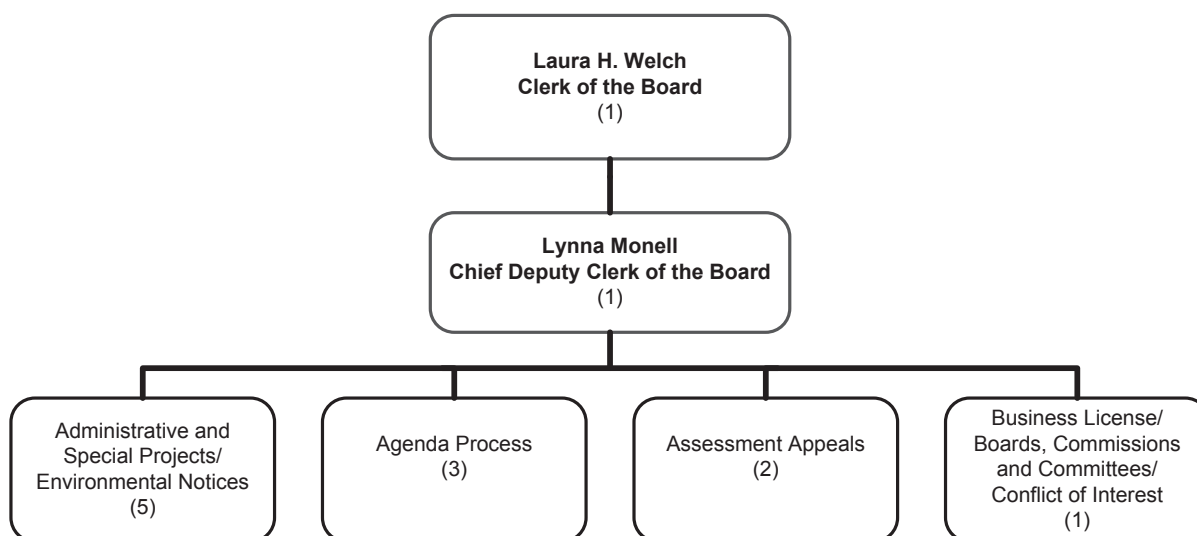 Laura H. Welch
Clerk of the Board
(1)
Lynna Monell
Chief Deputy Clerk of the Board
(1)
Administrative and
Special Projects/
Environmental Notices
(5)
Agenda Process
(3)
Assessment Appeals
(2)
Business License/
Boards, Commissions
and Committees/
Conflict of Interest
(1)